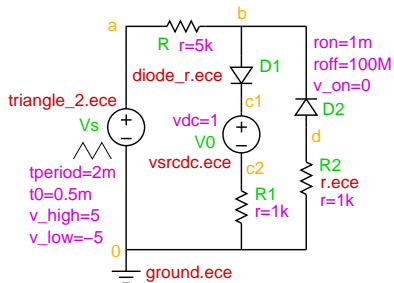 a
b
R
r=5k
ron=1m
roff=100M
v_on=0
D1
diode_r.ece
D2
c1
triangle_2.ece
vdc=1
Vs
V0
d
vsrcdc.ece
c2
R2
tperiod=2m
r.ece
t0=0.5m
R1
r=1k
v_high=5
r=1k
v_low=−5
0
ground.ece